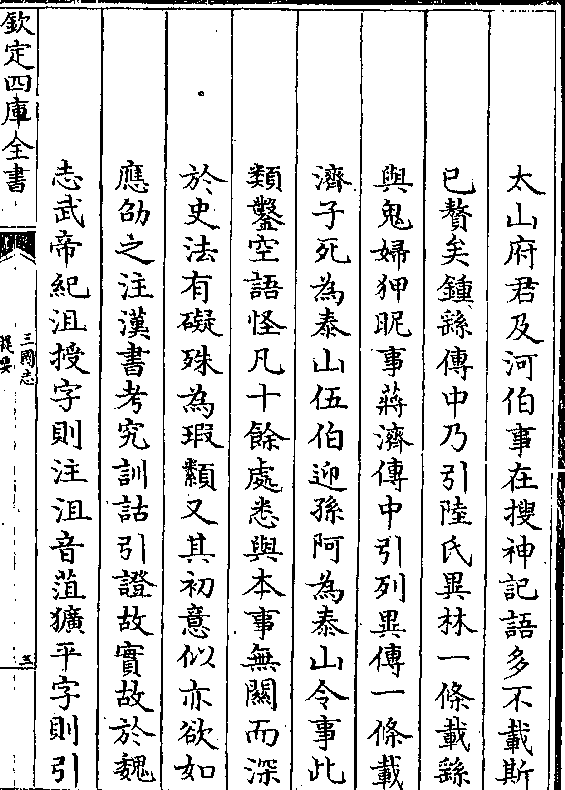 太山府君及河伯事在搜神記語多不載斯
已贅矣鍾繇傳中乃引陸氏異林一條載繇
與鬼婦狎昵事蔣濟傳中引列異傳一條載
濟子死為泰山伍伯迎孫阿為泰山令事此
類鑿空語怪凡十餘處悉與本事無關而深
於史法有礙殊為瑕纇又其初意似亦欲如
應劭之注漢書考究訓詁引證故實故於魏
志武帝紀沮授字則注沮音菹獷平字則引
欽定四庫全書
三國志
提要
三